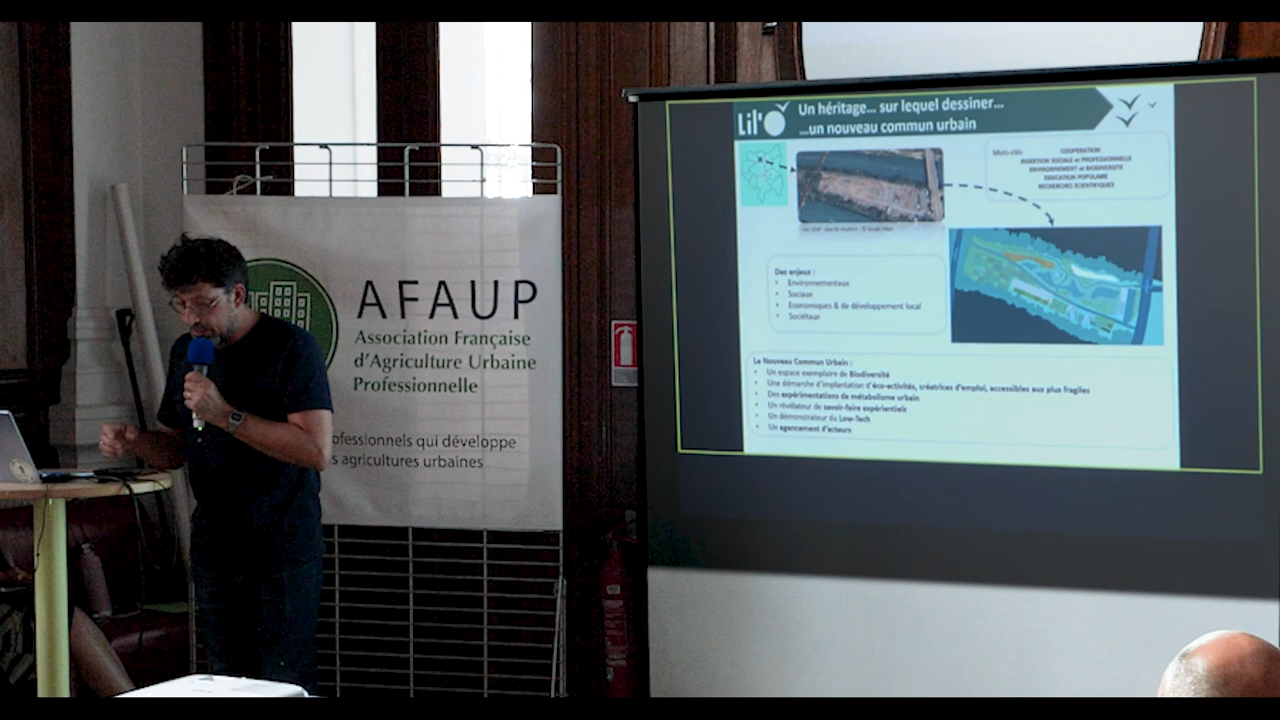 AFAUP
Association Française
d'Agriculture Urbaine
Professionnelle
ofessionnels qui développe
s agricultures urbaines
Lil'O
Un héritage... sur lequel dessiner...
...un nouveau commun urbain
Mots-clés
COOPERATION
INSERTION SOCIALE et PROFESSIONNELLE
ENVIRONNEMENT et BIODIVERSITE
EDUCATION POPULAIRE
RECHERCHES SCIENTIFIQUES
Des enjeux :
• Environnementaux
• Sociaux
• Economiques & de développement local
• Sociétaux
Le Nouveau Commun Urbain :
• Un espace exemplaire de Biodiversité
• Une démarche d'implantation d'éco-activités, créatrices d'emploi, accessibles aux plus fragiles
• Des expérimentations de métabolisme urbain
• Un révélateur de savoir-faire expérientiels
• Un démonstrateur du Low-Tech
• Un agencement d'acteurs